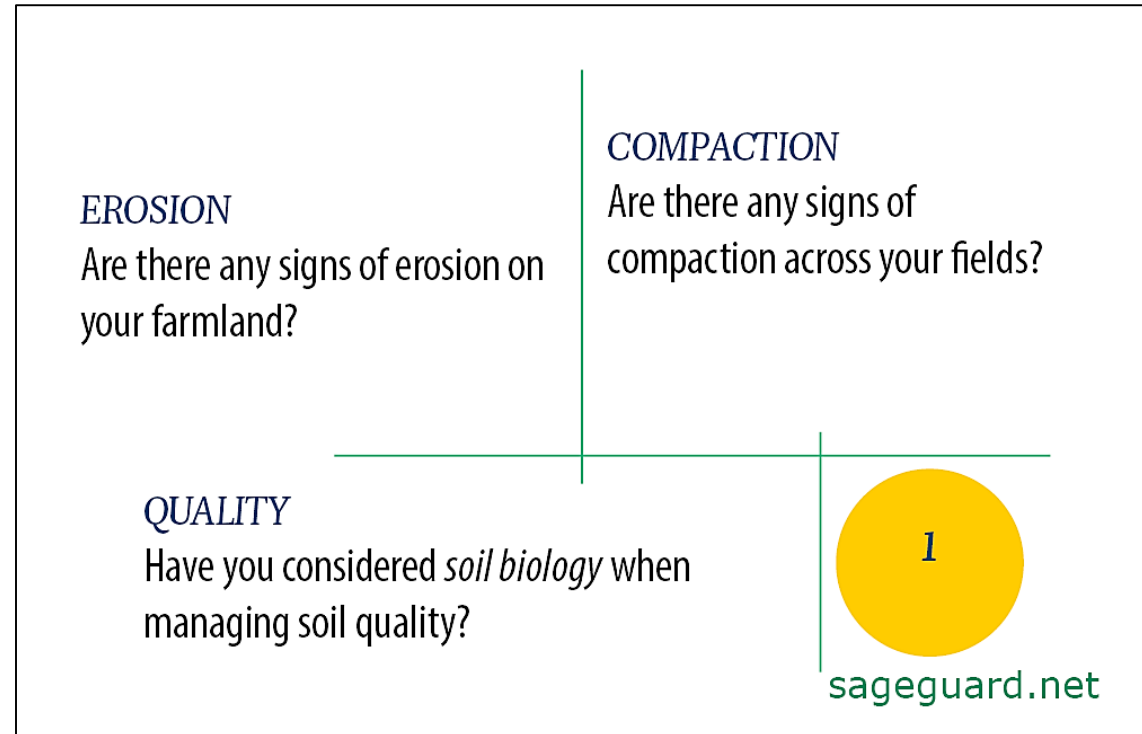 EROSION
Are there any signs of erosion on
your farmland?
COMPACTION
Are there any signs of
compaction across your fields?
QUALITY
Have you considered soil biology when
managing soil quality?
1
sageguard.net